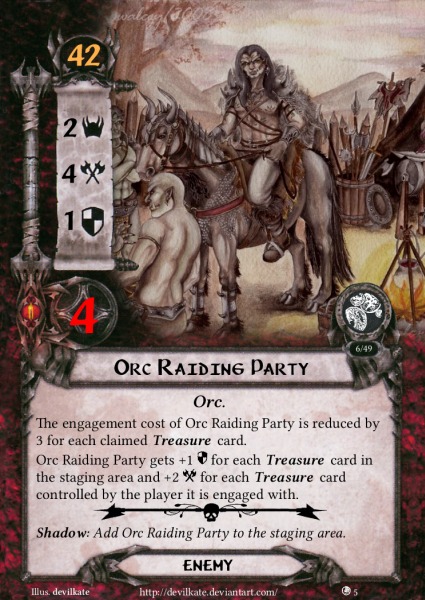 42
2
4
1
4
6/49
Orc Raiding Party
Orc.
The engagement cost of Orc Raiding Party is reduced by
3 for each claimed Treasure card.
Orc Raiding Party gets +1 for each Treasure card in
the staging area and +2 for each Treasure card
controlled by the player it is engaged with.
Shadow: Add Orc Raiding Party to the staging area.
ENEMY
Illus. devilkate http://devilkate.deviantart.com/ 5